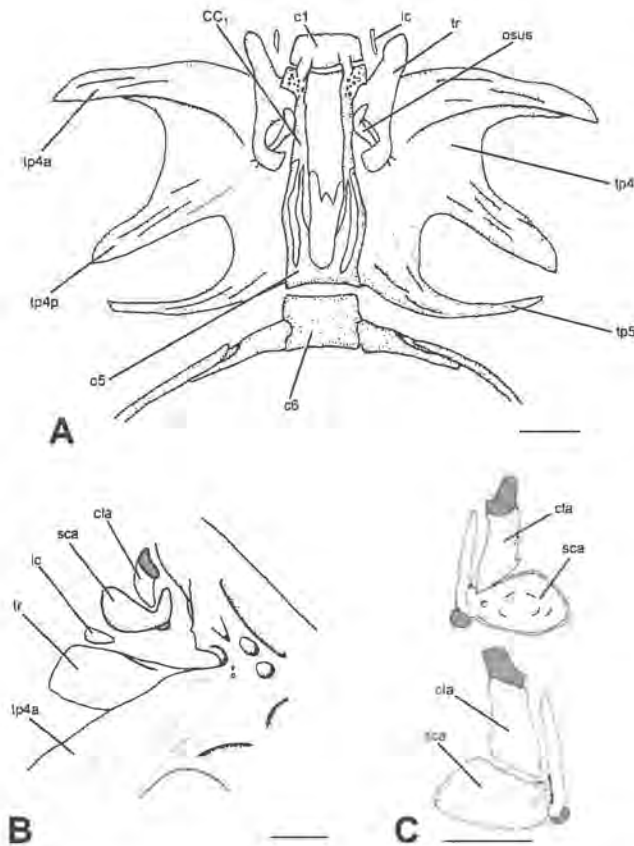 CC1 c1 ic tr osus
tp4a
tp4
tp4p
tp5
c5
c6
A
cla
sca
ic
tr
tp4a
B
cla
sca
cla
sca
C